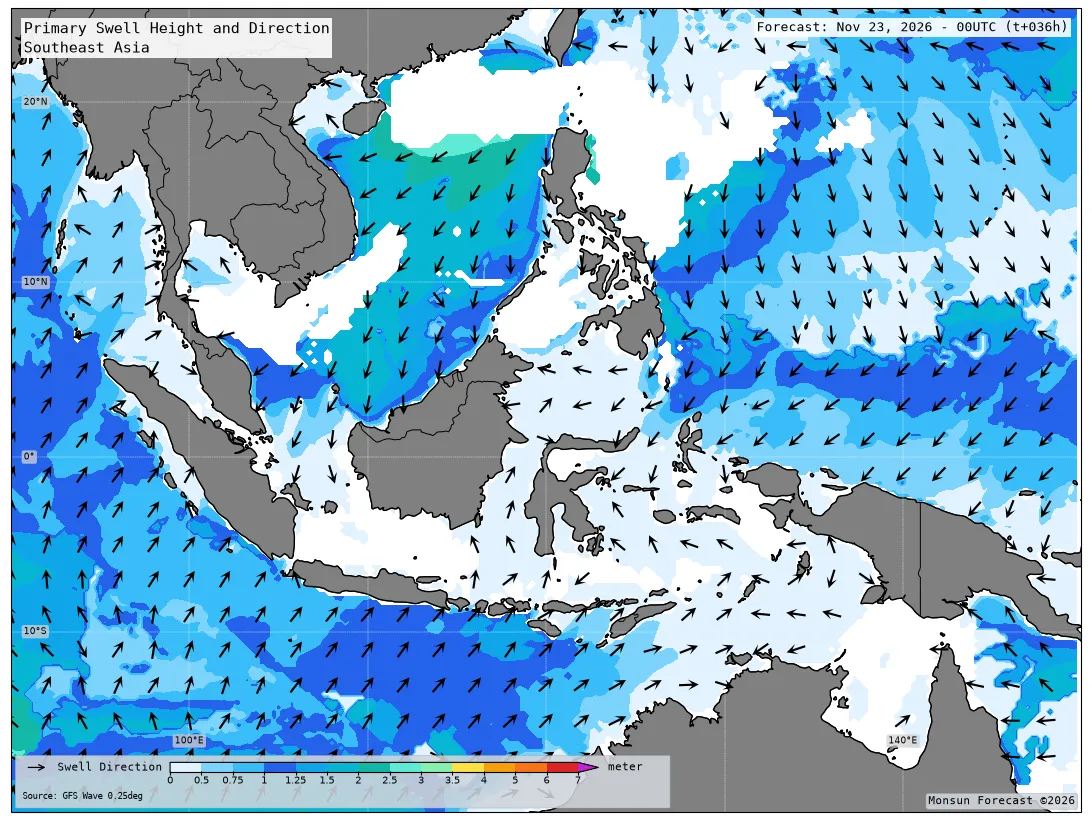 Primary Swell Height and Direction
Southeast Asia
Forecast: Nov 23, 2026 - 00UTC (t+036h)
20°N
10°N
0°
10°S
100°E
140°E
Swell Direction
meter
0 0.5 0.75 1 1.25 1.5 2 2.5 3 3.5 4 5 6 7
Source: GFS Wave 0.25deg
Monsun Forecast ©2026